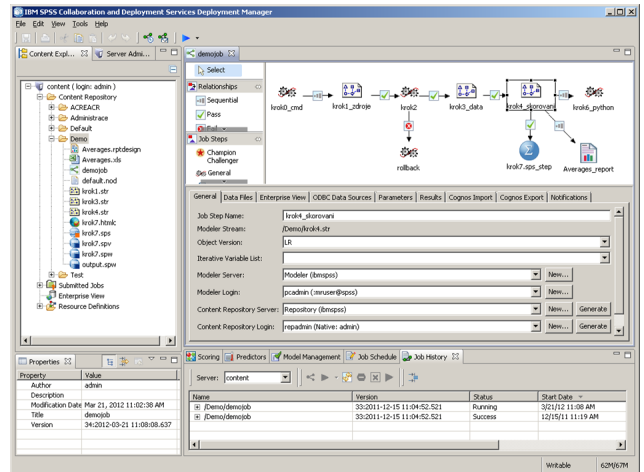 IBM SPSS Collaboration and Deployment Services Deployment Manager
File Edit View Tools Help
Content Expl...
Server Admi...
content ( login: admin )
Content Repository
ACREACR
Administrace
Default
Demo
Averages.rptdesign
Averages.xls
demojob
default.nod
krok1.str
krok3.str
krok4.str
krok7.htmlc
krok7.sps
krok7.spv
krok7.spw
output.spw
Test
Submitted Jobs
Enterprise View
Resource Definitions
demojob
Select
Relationships
Sequential
Pass
Fail
Job Steps
Champion
Challenger
General
krok0_cmd
krok1_zdroje
krok2
krok3_data
krok4_skorovani
krok6_python
rollback
krok7.sps_step
Averages_report
General Data Files Enterprise View ODBC Data Sources Parameters Results Cognos Import Cognos Export Notifications
Job Step Name: krok4_skorovani
Modeler Stream: /Demo/krok4.str
Object Version: LR
Iterative Variable List:
Modeler Server: Modeler (ibmspss) New...
Modeler Login: pcadmin (:mruser@spss) New...
Content Repository Server: Repository (ibmspss) New... Generate
Content Repository Login: repadmin (Native: admin) New... Generate
Properties
Property Value
Author admin
Description
Modification Date Mar 21, 2012 11:02:38 AM
Title demojob
Version 34:2012-03-21 11:08:08.637
Scoring Predictors Model Management Job Schedule Job History
Server: content
Name Version Status Start Date
/Demo/demojob 33:2011-12-15 11:04:52.521 Running 3/21/12 11:08 AM
/Demo/demojob 33:2011-12-15 11:04:52.521 Success 12/15/11 11:19 AM
Writable 62M/67M